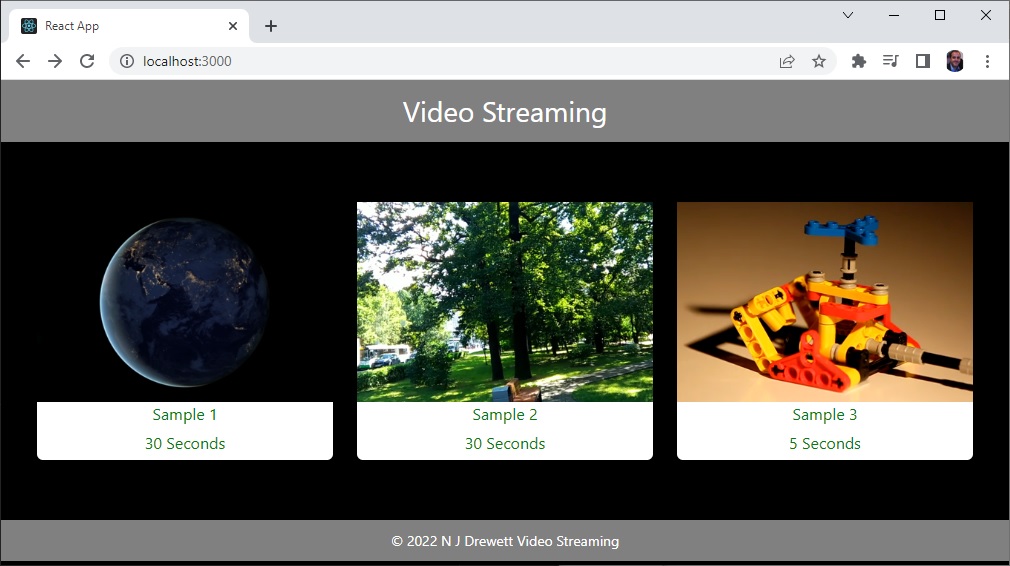 React App
localhost:3000
Video Streaming
Sample 1
30 Seconds
Sample 2
30 Seconds
Sample 3
5 Seconds
© 2022 N J Drewett Video Streaming